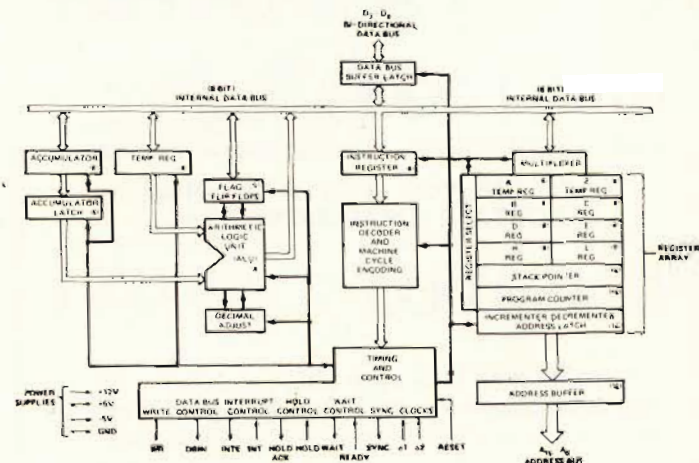 BI-DIRECTIONAL
DATA BUS
DATA BUS
BUFFER LATCH
(8 BIT)
INTERNAL DATA BUS
(8 BIT)
INTERNAL DATA BUS
ACCUMULATOR
TEMP REG
INSTRUCTION
REGISTER
MULTIPLEXER
ACCUMULATOR
LATCH
FLAG
FLIP FLOPS
ARITHMETIC
LOGIC
UNIT
INSTRUCTION
DECODER
AND
MACHINE
CYCLE
ENCODING
REGISTER SELECT
TEMP REG
TEMP REG
B
REG
C
REG
D
REG
E
REG
H
REG
L
REG
STACK POINTER
PROGRAM COUNTER
INCREMENTER DECREMENTER
ADDRESS LATCH
REGISTER
ARRAY
DECIMAL
ADJUST
TIMING
AND
CONTROL
DATA BUS INTERRUPT HOLD WAIT
WRITE CONTROL CONTROL CONTROL CONTROL SYNC CLOCKS
POWER
SUPPLIES
+12V
+5V
-5V
GND
ADDRESS BUFFER
WR DBIN INTE INT HOLD HOLD WAIT SYNC ø1 ø2 RESET
ACK READY
A15 A0
ADDRESS BUS